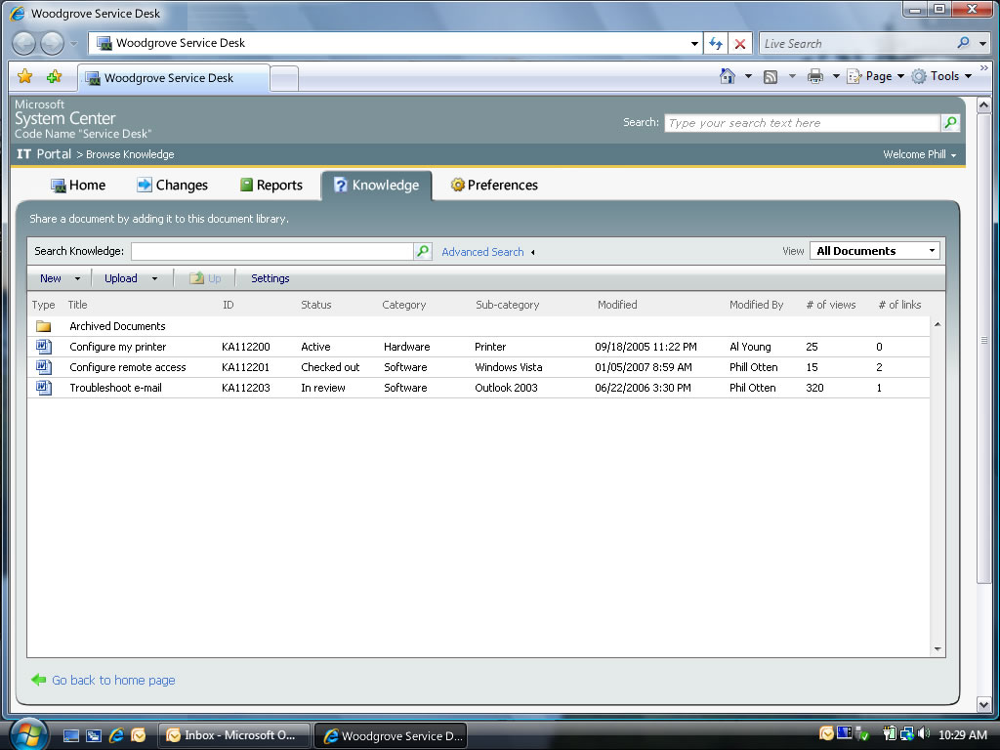 Woodgrove Service Desk
Woodgrove Service Desk
Live Search
Woodgrove Service Desk
Page
Tools
Microsoft
System Center
Code Name "Service Desk"
Search: Type your search text here
IT Portal > Browse Knowledge
Welcome Phill
Home Changes Reports Knowledge Preferences
Share a document by adding it to this document library.
Search Knowledge: Advanced Search View All Documents
New Upload Up Settings
Type Title ID Status Category Sub-category Modified Modified By # of views # of links
Archived Documents
Configure my printer KA112200 Active Hardware Printer 09/18/2005 11:22 PM Al Young 25 0
Configure remote access KA112201 Checked out Software Windows Vista 01/05/2007 8:59 AM Phill Otten 15 2
Troubleshoot e-mail KA112203 In review Software Outlook 2003 06/22/2006 3:30 PM Phil Otten 320 1
Go back to home page
Inbox - Microsoft O... Woodgrove Service D... 10:29 AM